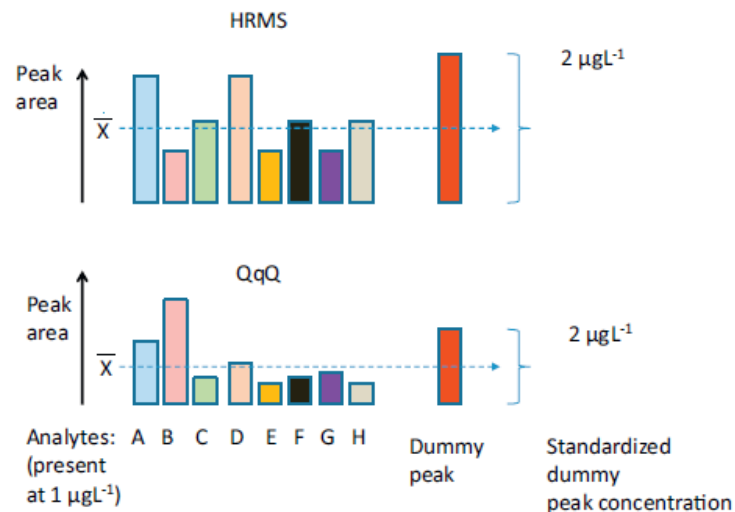 HRMS
Peak
area
X
2 µgL-1
QqQ
Peak
area
X
2 µgL-1
Analytes: A B C D E F G H
(present
at 1 µgL-1)
Dummy
peak
Standardized
dummy
peak concentration